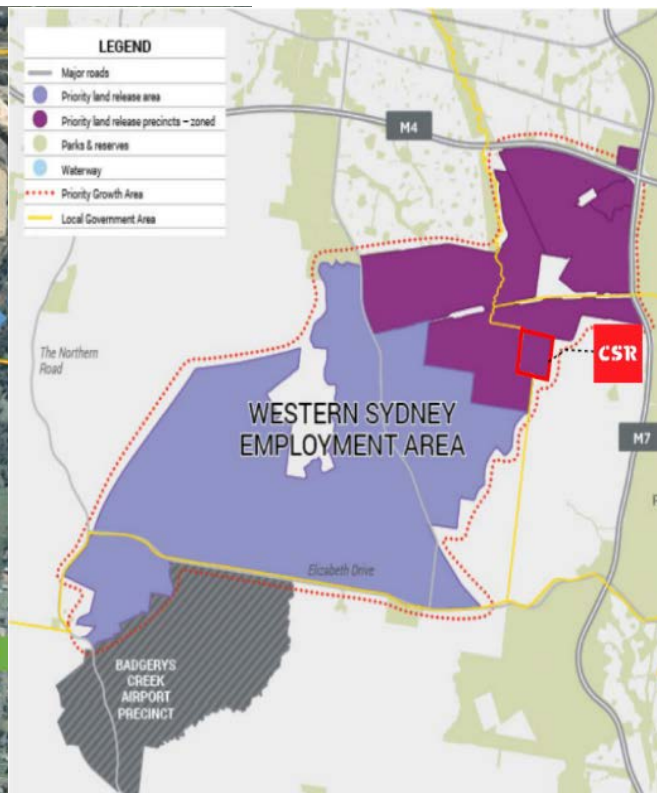 LEGEND
Major roads
Priority land release area
Priority land release precincts – zoned
Parks & reserves
Waterway
Priority Growth Area
Local Government Area
M4
The Northern
Road
CSR
WESTERN SYDNEY
EMPLOYMENT AREA
M7
Elizabeth Drive
BADGERYS
CREEK
AIRPORT
PRECINCT